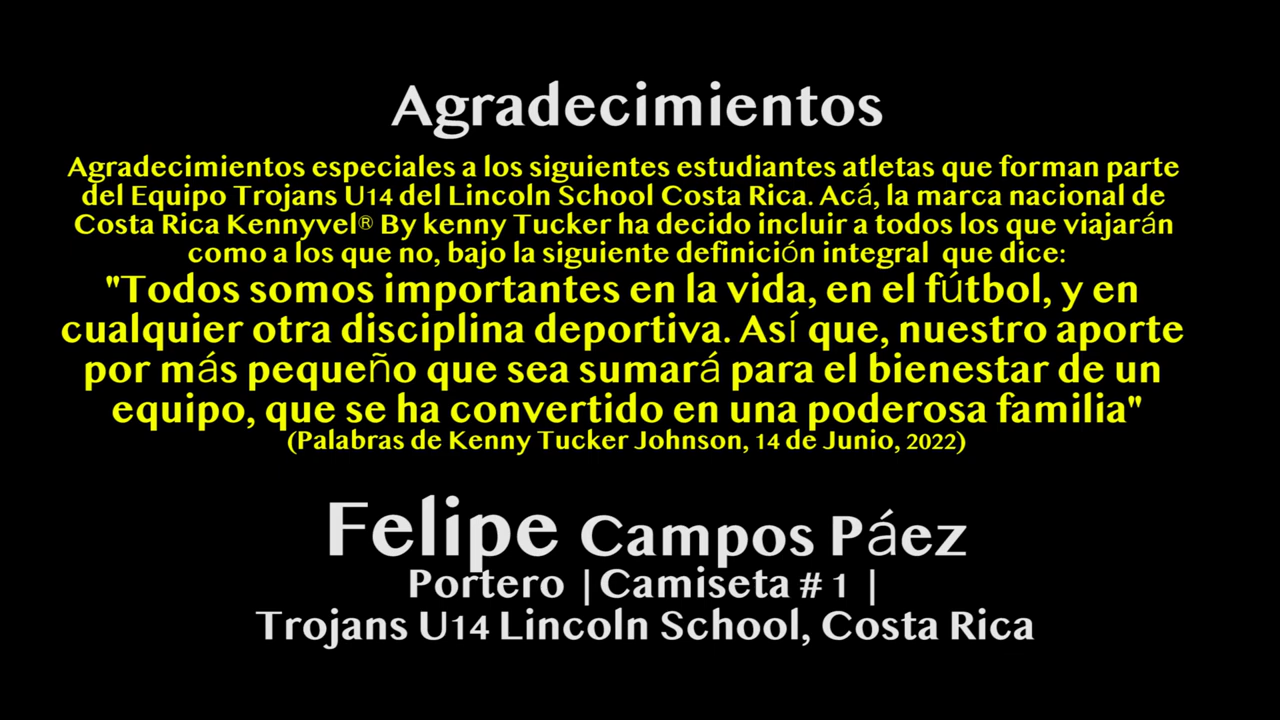 Agradecimientos
Agradecimientos especiales a los siguientes estudiantes atletas que forman parte
del Equipo Trojans U14 del Lincoln School Costa Rica. Acá, la marca nacional de
Costa Rica Kennyvel® By kenny Tucker ha decido incluir a todos los que viajarán
como a los que no, bajo la siguiente definición integral  que dice:
"Todos somos importantes en la vida, en el fútbol, y en
cualquier otra disciplina deportiva. Así que, nuestro aporte
por más pequeño que sea sumará para el bienestar de un
equipo, que se ha convertido en una poderosa familia"
(Palabras de Kenny Tucker Johnson, 14 de Junio, 2022)
Felipe Campos Páez
Portero | Camiseta # 1 |
Trojans U14 Lincoln School, Costa Rica